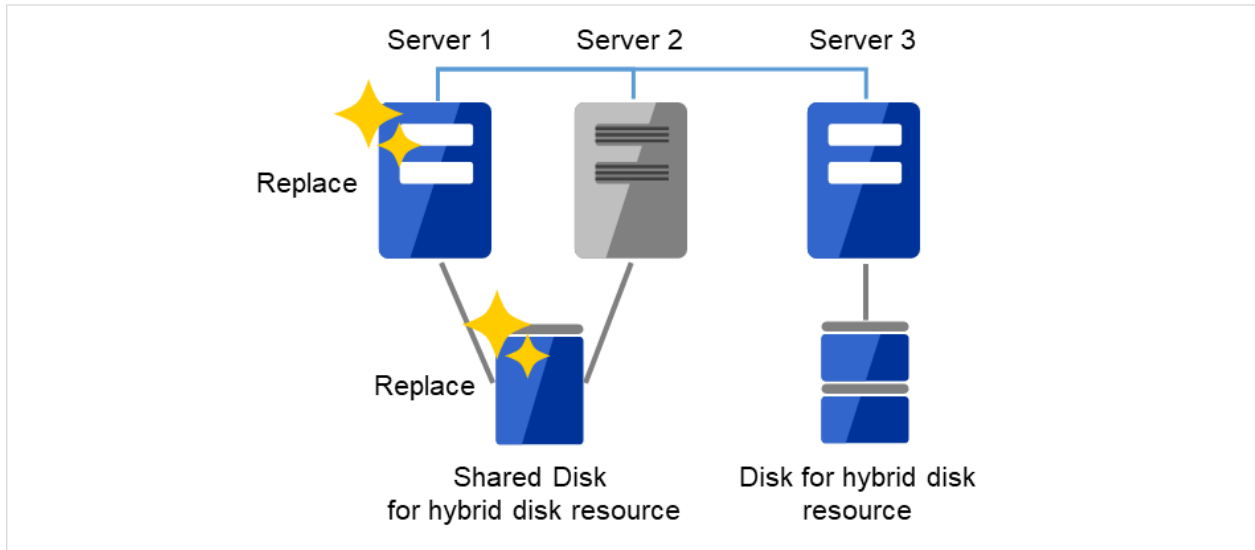 Server 1
Server 2
Server 3
Replace
Replace
Shared Disk
for hybrid disk resource
Disk for hybrid disk
resource